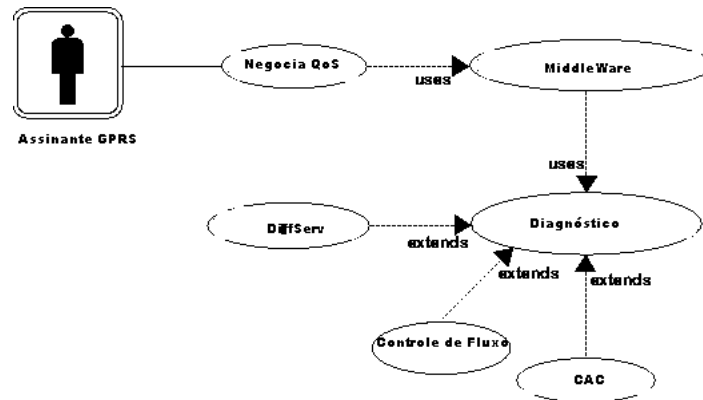 Negocia QoS
MiddleWare
uses
Assinante GPRS
uses
DiffServ
Diagnóstico
extends
extends
extends
Controle de Fluxo
CAC